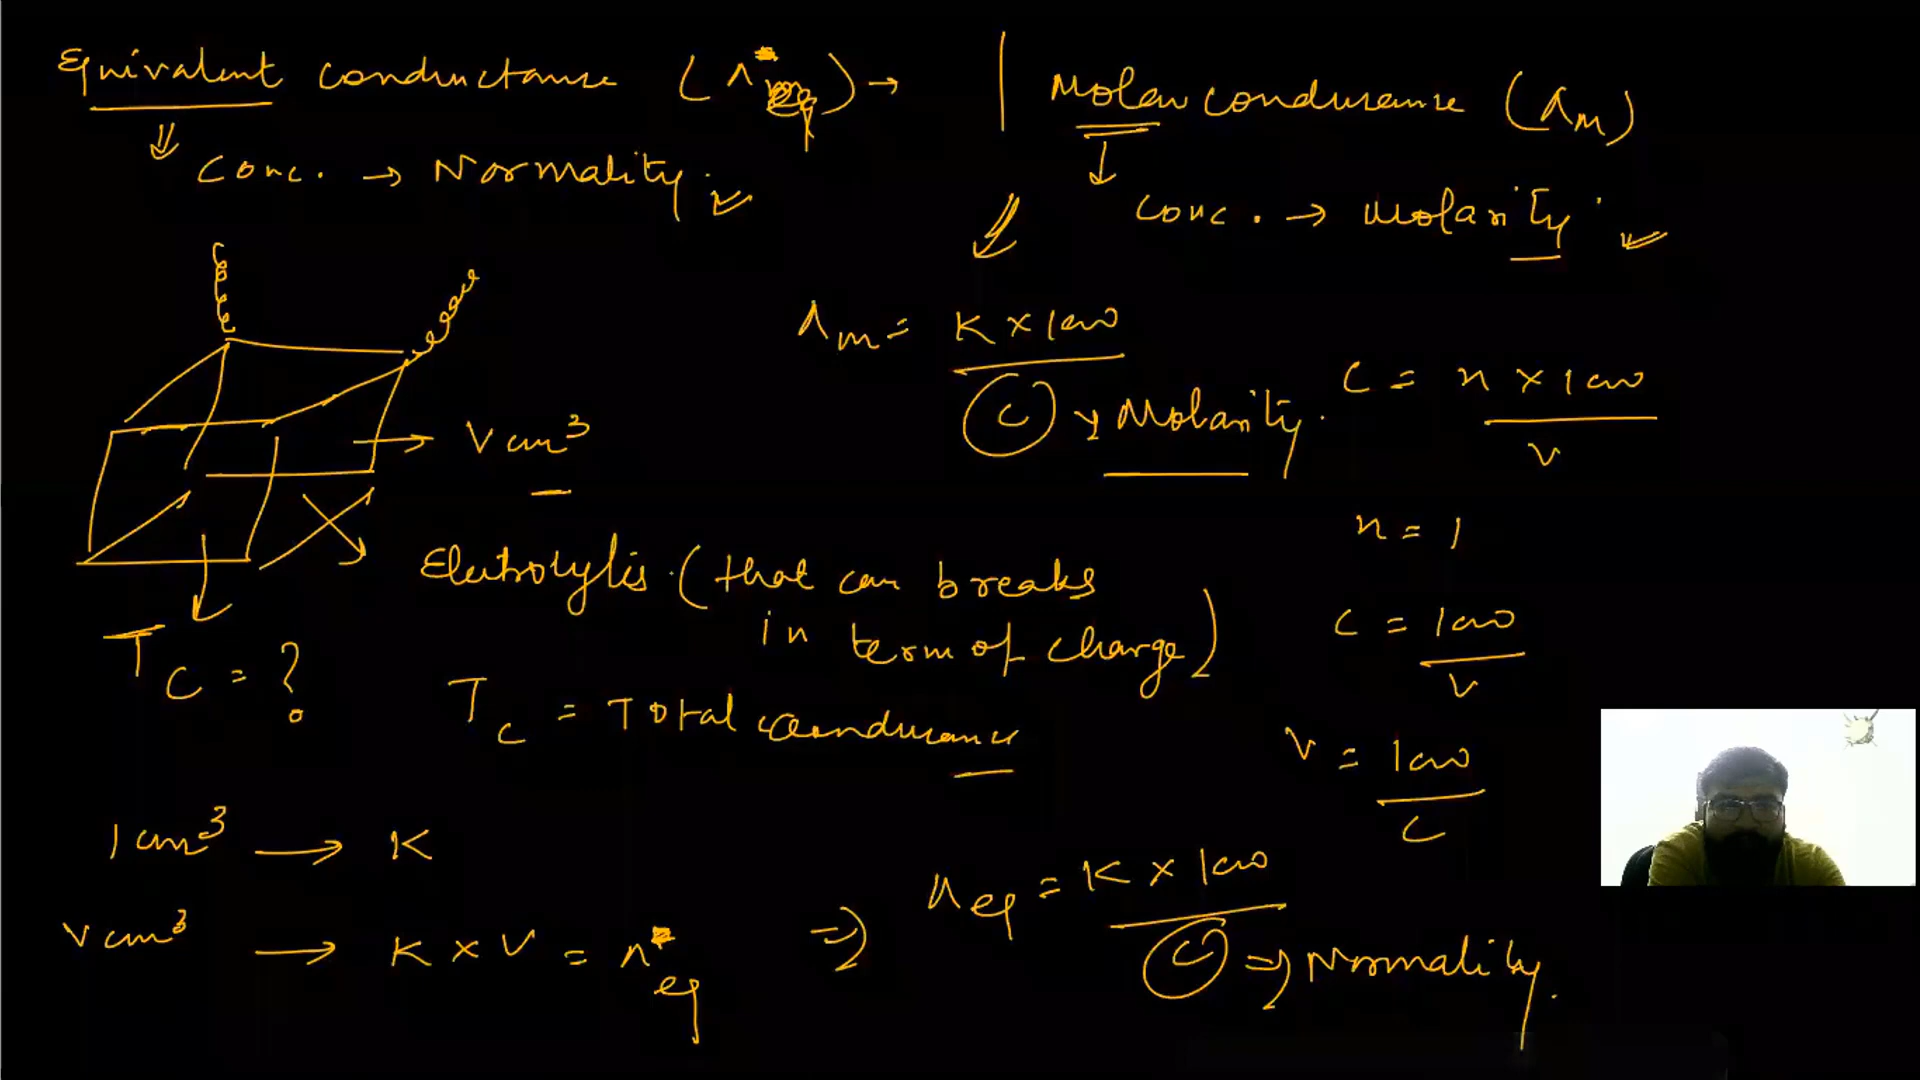 Equivalent conductance (Λeq) →
Conc. → Normality.
Molar conductance (Λm)
conc. → Molarity.
Λm = K × 1000
C → Molarity.
C = n × 1000
V
V cm³
n = 1
Electrolytes. (that can breaks
in term of charge)
C = 1000
V
Tc = ?
Tc = Total conductance
V = 1000
C
1 cm³ → K
V cm³ → K × V = Λeq
⇒ Λeq = K × 1000
C ⇒ Normality.